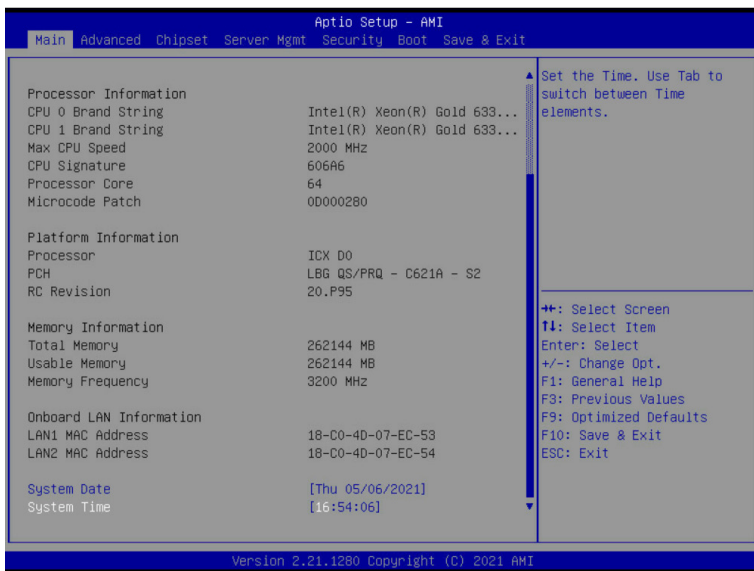 Aptio Setup - AMI
Main Advanced Chipset Server Mgmt Security Boot Save & Exit
Processor Information
CPU 0 Brand String Intel(R) Xeon(R) Gold 633...
CPU 1 Brand String Intel(R) Xeon(R) Gold 633...
Max CPU Speed 2000 MHz
CPU Signature 606A6
Processor Core 64
Microcode Patch 0D000280
Platform Information
Processor ICX D0
PCH LBG QS/PRQ - C621A - S2
RC Revision 20.P95
Memory Information
Total Memory 262144 MB
Usable Memory 262144 MB
Memory Frequency 3200 MHz
Onboard LAN Information
LAN1 MAC Address 18-C0-4D-07-EC-53
LAN2 MAC Address 18-C0-4D-07-EC-54
System Date [Thu 05/06/2021]
System Time [16:54:06]
Set the Time. Use Tab to
switch between Time
elements.
→←: Select Screen
↑↓: Select Item
Enter: Select
+/-: Change Opt.
F1: General Help
F3: Previous Values
F9: Optimized Defaults
F10: Save & Exit
ESC: Exit
Version 2.21.1280 Copyright (C) 2021 AMI